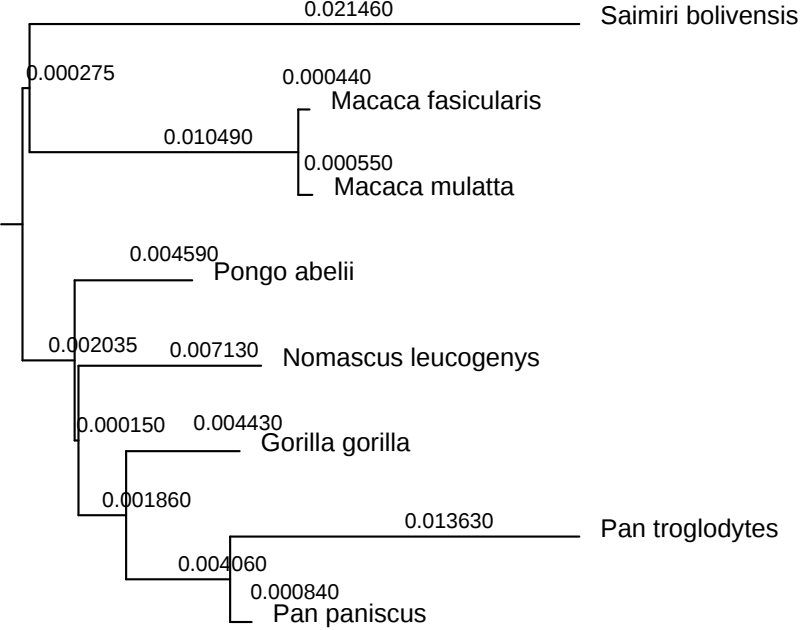 0.021460
Saimiri bolivensis
0.000275
0.000440
Macaca fasicularis
0.010490
0.000550
Macaca mulatta
0.004590
Pongo abelii
0.002035
0.007130
Nomascus leucogenys
0.000150
0.004430
Gorilla gorilla
0.001860
0.013630
Pan troglodytes
0.004060
0.000840
Pan paniscus